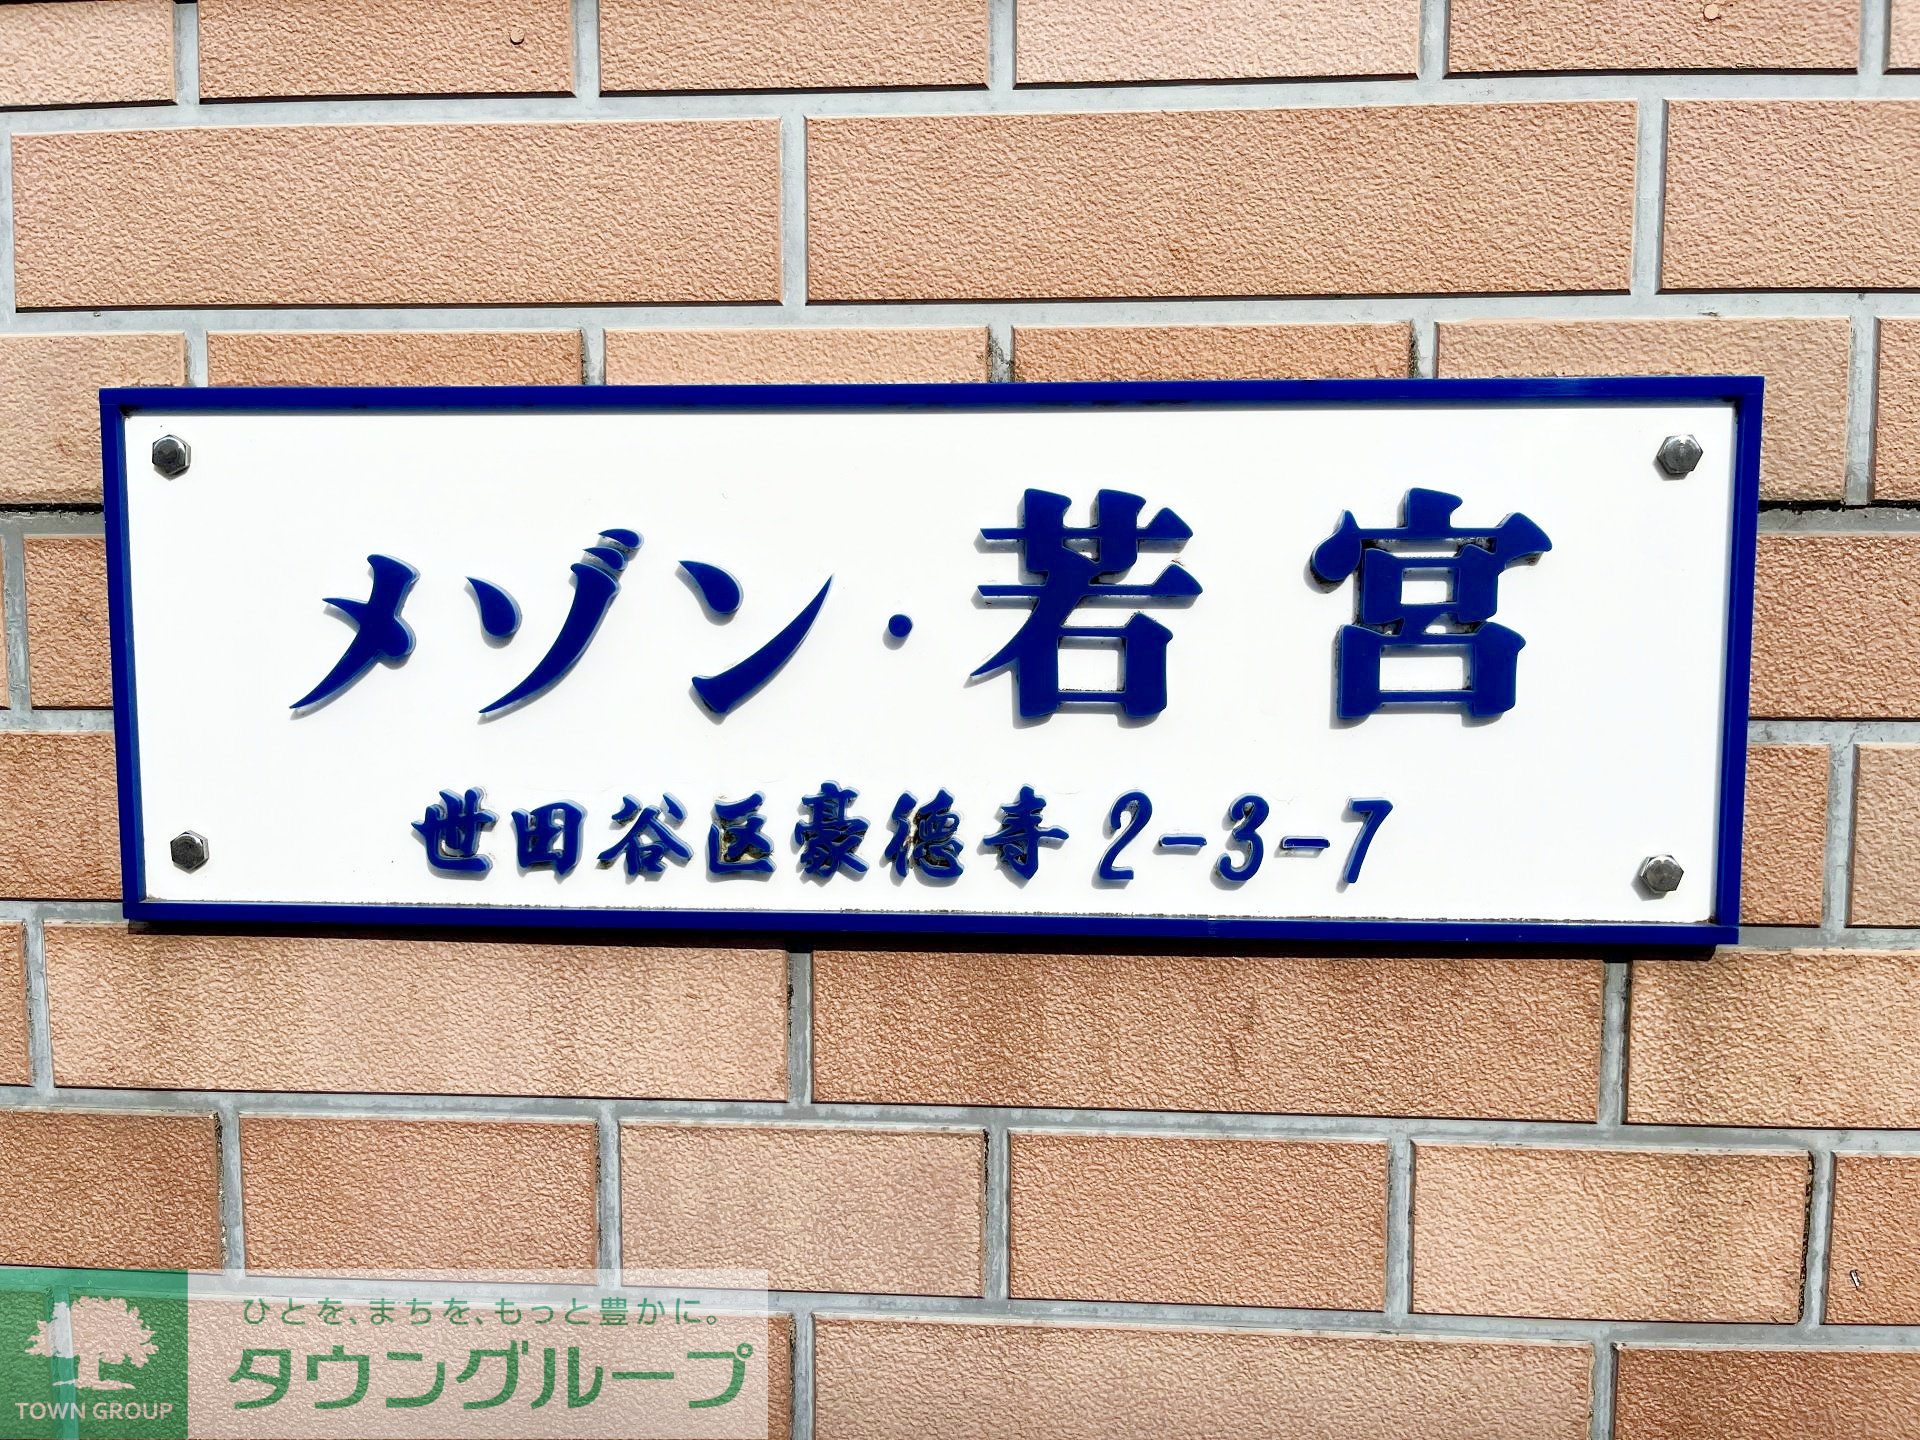 メゾン・若宮
世田谷区豪徳寺2-3-7
ひとを、まちを、もっと豊かに。
タウングループ
TOWN GROUP